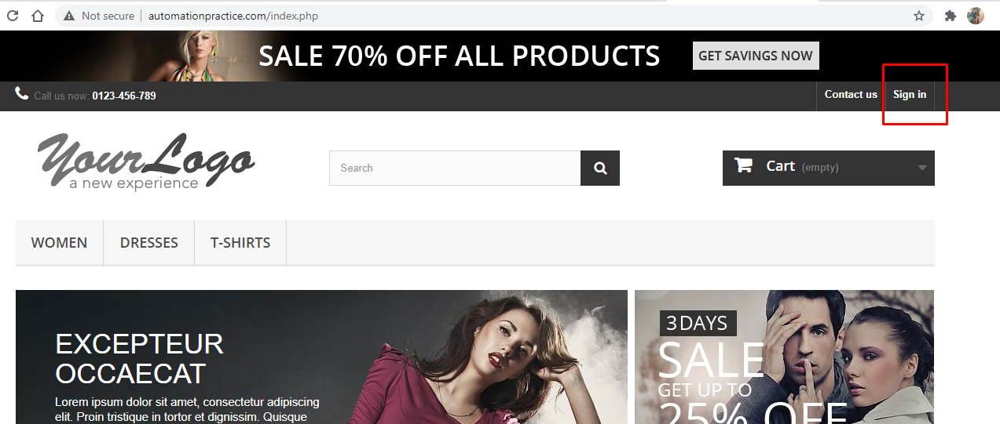 Not secure automationpractice.com/index.php
SALE 70% OFF ALL PRODUCTS GET SAVINGS NOW
Call us now: 0123-456-789 Contact us Sign in
YourLogo
a new experience
Search
Cart (empty)
WOMEN DRESSES T-SHIRTS
EXCEPTEUR
OCCAECAT
Lorem ipsum dolor sit amet, consectetur adipiscing
elit. Proin tristique in tortor et dignissim. Quisque
3 DAYS
SALE
GET UP TO
25% OFF